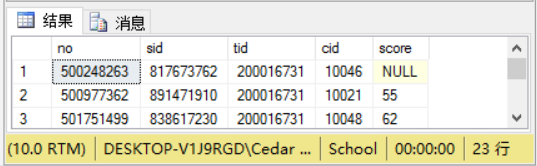 结果 消息
no sid tid cid score
1 500248263 817673762 200016731 10046 NULL
2 500977362 891471910 200016731 10021 55
3 501751499 838617230 200016731 10048 62
(10.0 RTM) DESKTOP-V1J9RGD\Cedar ... School 00:00:00 23 行